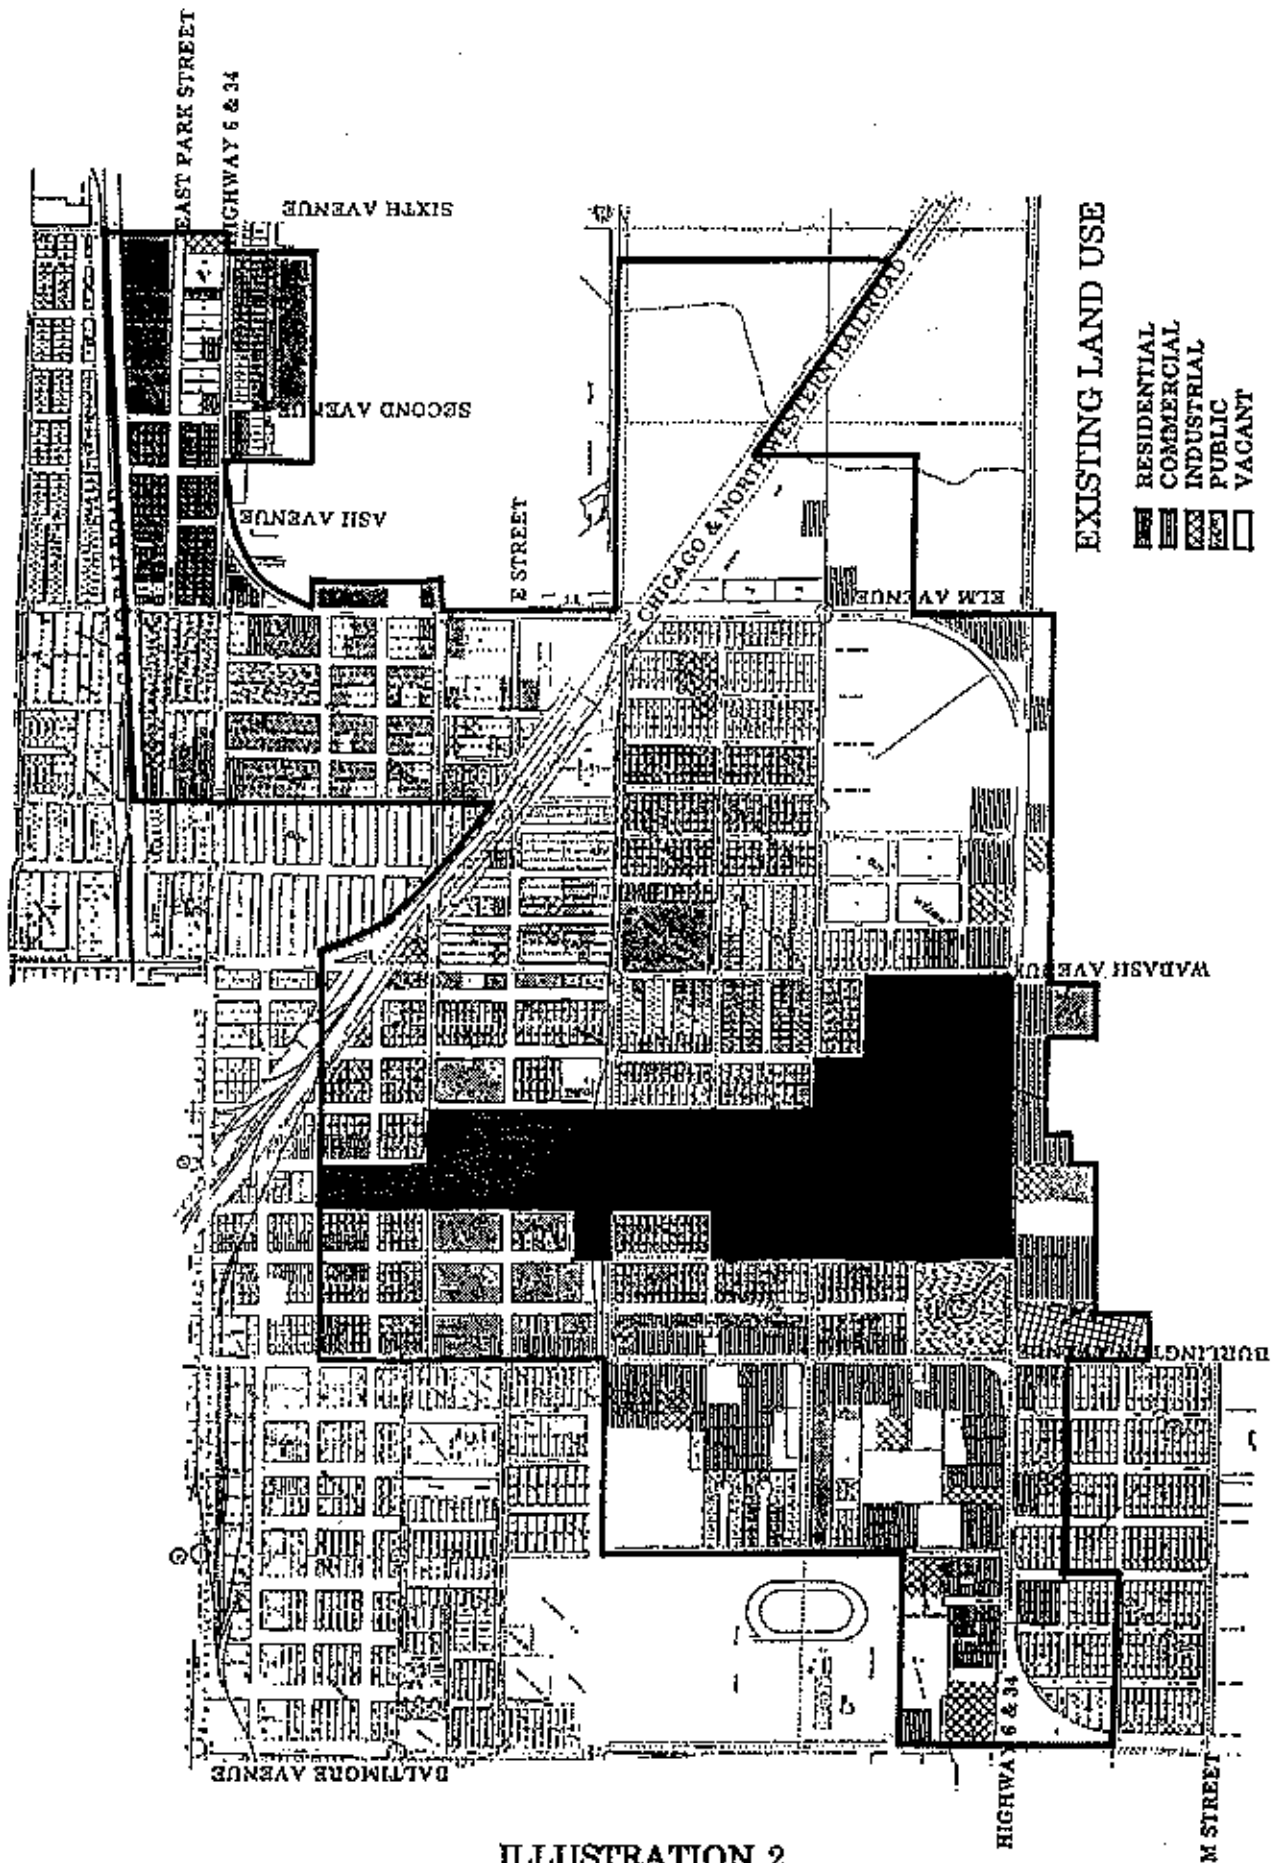 EAST PARK STREET
HIGHWAY 6 & 34
SIXTH AVENUE
SECOND AVENUE
ASH AVENUE
E STREET
CHICAGO & NORTHWESTERN RAILROAD
ELM AVENUE
WABASH AVENUE
BURLINGTON AVENUE
BALTIMORE AVENUE
HIGHWAY 6 & 34
M STREET
EXISTING LAND USE
RESIDENTIAL
COMMERCIAL
INDUSTRIAL
PUBLIC
VACANT
ILLUSTRATION 2